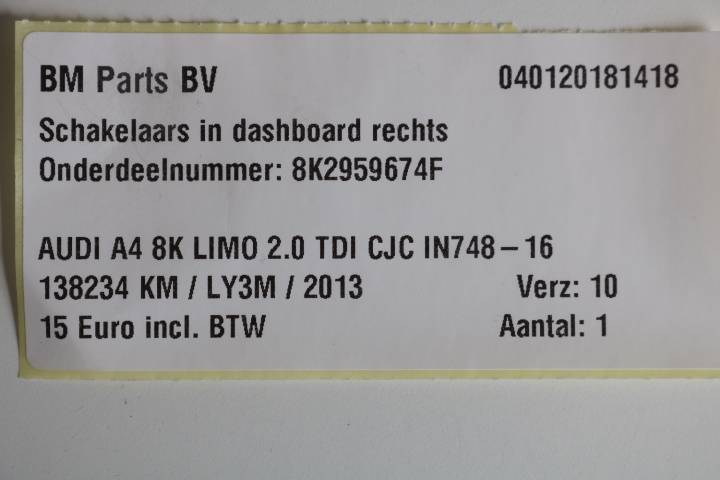 BM Parts BV 040120181418
Schakelaars in dashboard rechts
Onderdeelnummer: 8K2959674F
AUDI A4 8K LIMO 2.0 TDI CJC IN748-16
138234 KM / LY3M / 2013 Verz: 10
15 Euro incl. BTW Aantal: 1